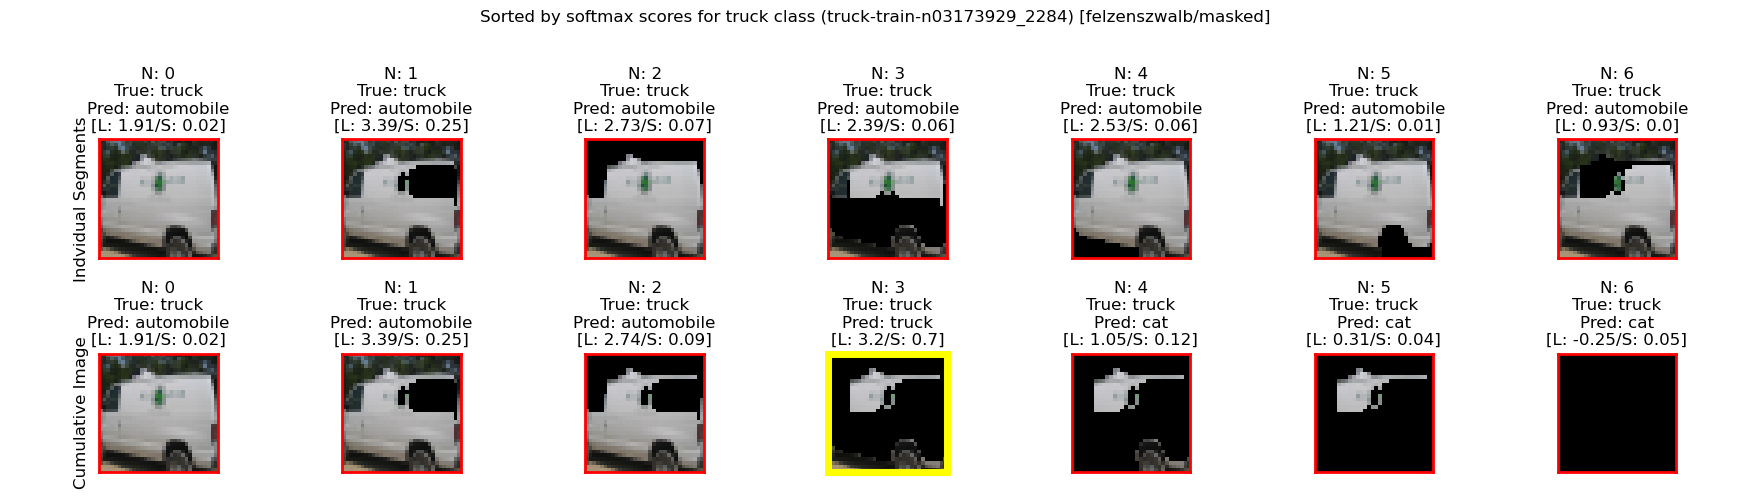 Sorted by softmax scores for truck class (truck-train-n03173929_2284) [felzenszwalb/masked]
Indvidual Segments
N: 0
True: truck
Pred: automobile
[L: 1.91/S: 0.02]
N: 1
True: truck
Pred: automobile
[L: 3.39/S: 0.25]
N: 2
True: truck
Pred: automobile
[L: 2.73/S: 0.07]
N: 3
True: truck
Pred: automobile
[L: 2.39/S: 0.06]
N: 4
True: truck
Pred: automobile
[L: 2.53/S: 0.06]
N: 5
True: truck
Pred: automobile
[L: 1.21/S: 0.01]
N: 6
True: truck
Pred: automobile
[L: 0.93/S: 0.0]
Cumulative Image
N: 0
True: truck
Pred: automobile
[L: 1.91/S: 0.02]
N: 1
True: truck
Pred: automobile
[L: 3.39/S: 0.25]
N: 2
True: truck
Pred: automobile
[L: 2.74/S: 0.09]
N: 3
True: truck
Pred: truck
[L: 3.2/S: 0.7]
N: 4
True: truck
Pred: cat
[L: 1.05/S: 0.12]
N: 5
True: truck
Pred: cat
[L: 0.31/S: 0.04]
N: 6
True: truck
Pred: cat
[L: -0.25/S: 0.05]